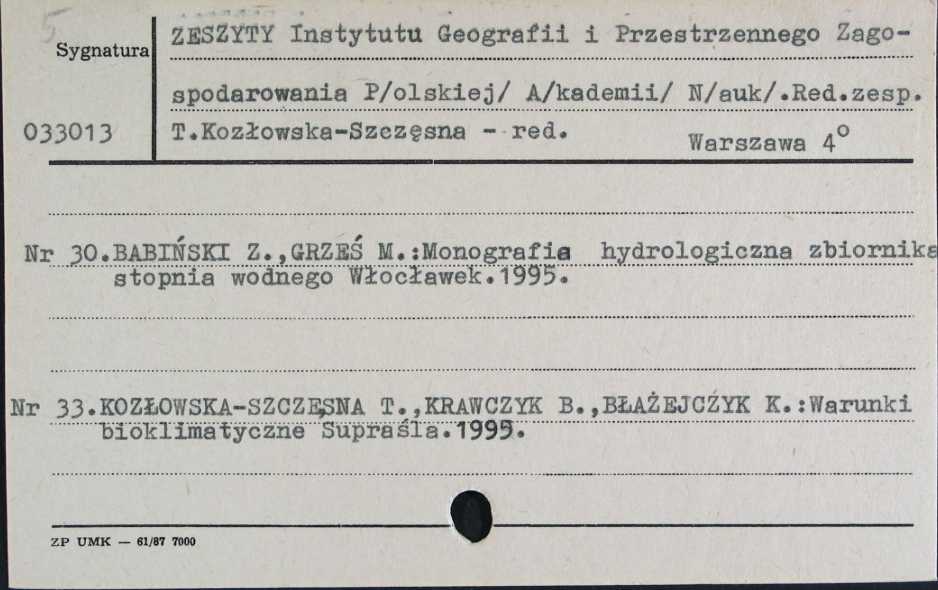 5
Sygnatura
ZESZYTY Instytutu Geografii i Przestrzennego Zago-
spodarowania P/olskiej/ A/kademii/ N/auk/.Red.zesp.
033013
T.Kozłowska-Szczęsna - red.
Warszawa 4°
Nr 30.BABIŃSKI Z.,GRZEŚ M.:Monografia hydrologiczna zbiornika
stopnia wodnego Włocławek.1995.
Nr 33.KOZŁOWSKA-SZCZĘSNA T.,KRAWCZYK B.,BŁAŻEJCZYK K.:Warunki
bioklimatyczne Supraśla.1995.
ZP UMK — 61/87 7000